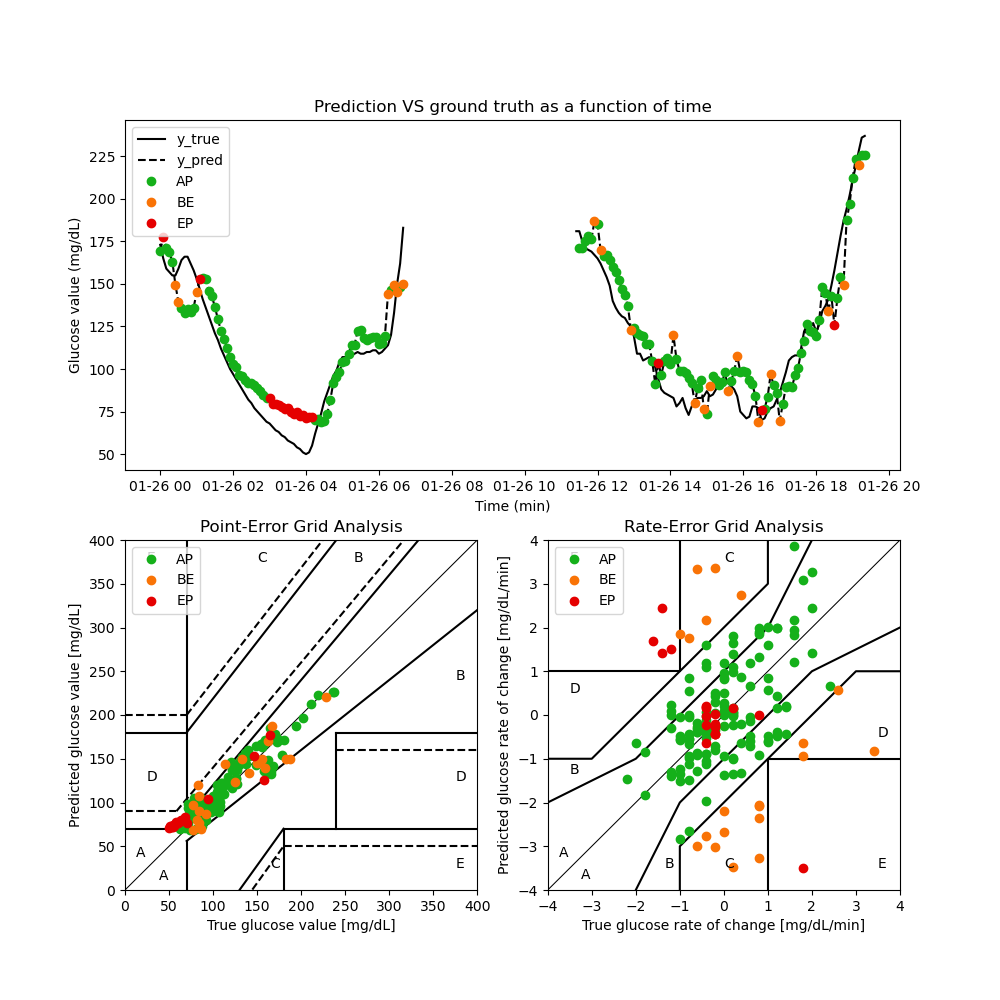 Prediction VS ground truth as a function of time
y_true
y_pred
AP
BE
EP
225
200
175
150
125
100
75
50
Glucose value (mg/dL)
01-26 00 01-26 02 01-26 04 01-26 06 01-26 08 01-26 10 01-26 12 01-26 14 01-26 16 01-26 18 01-26 20
Time (min)
Point-Error Grid Analysis
AP
BE
EP
C
B
B
D
D
A
A
C
E
400
350
300
250
200
150
100
50
0
Predicted glucose value [mg/dL]
0 50 100 150 200 250 300 350 400
True glucose value [mg/dL]
Rate-Error Grid Analysis
AP
BE
EP
C
D
D
B
A
A
B
C
E
4
3
2
1
0
−1
−2
−3
−4
Predicted glucose rate of change [mg/dL/min]
−4 −3 −2 −1 0 1 2 3 4
True glucose rate of change [mg/dL/min]